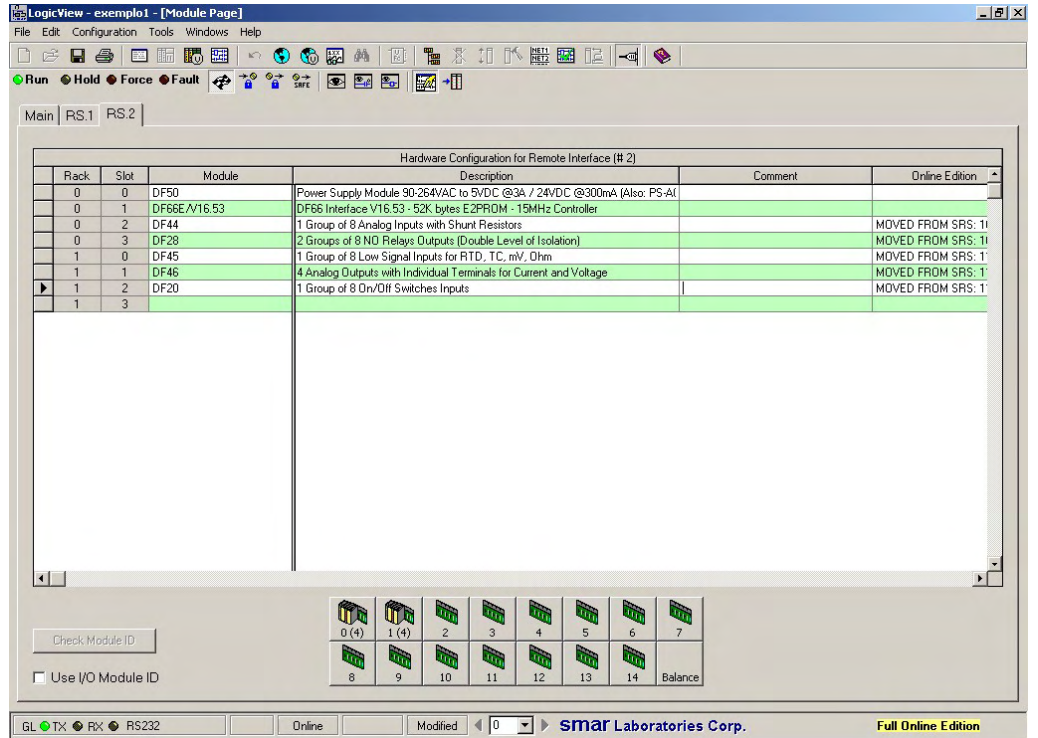 LogicView - exemplo1 - [Module Page]
File Edit Configuration Tools Windows Help
NET1
NET2
Run Hold Force Fault SAFE
Main RS.1 RS.2
Hardware Configuration for Remote Interface (# 2)
Rack Slot Module Description Comment Online Edition
0 0 DF50 Power Supply Module 90-264VAC to 5VDC @3A / 24VDC @300mA (Also: PS-A(
0 1 DF66E/V16.53 DF66 Interface V16.53 - 52K bytes E2PROM - 15MHz Controller
0 2 DF44 1 Group of 8 Analog Inputs with Shunt Resistors MOVED FROM SRS:
0 3 DF28 2 Groups of 8 NO Relays Outputs (Double Level of Isolation) MOVED FROM SRS:
1 0 DF45 1 Group of 8 Low Signal Inputs for RTD, TC, mV, Ohm MOVED FROM SRS:
1 1 DF46 4 Analog Outputs with Individual Terminals for Current and Voltage MOVED FROM SRS:
1 2 DF20 1 Group of 8 On/Off Switches Inputs MOVED FROM SRS:
1 3
0 (4) 1 (4) 2 3 4 5 6 7
Check Module ID
Use I/O Module ID
8 9 10 11 12 13 14 Balance
GL TX RX RS232 Online Modified 0 smar Laboratories Corp. Full Online Edition